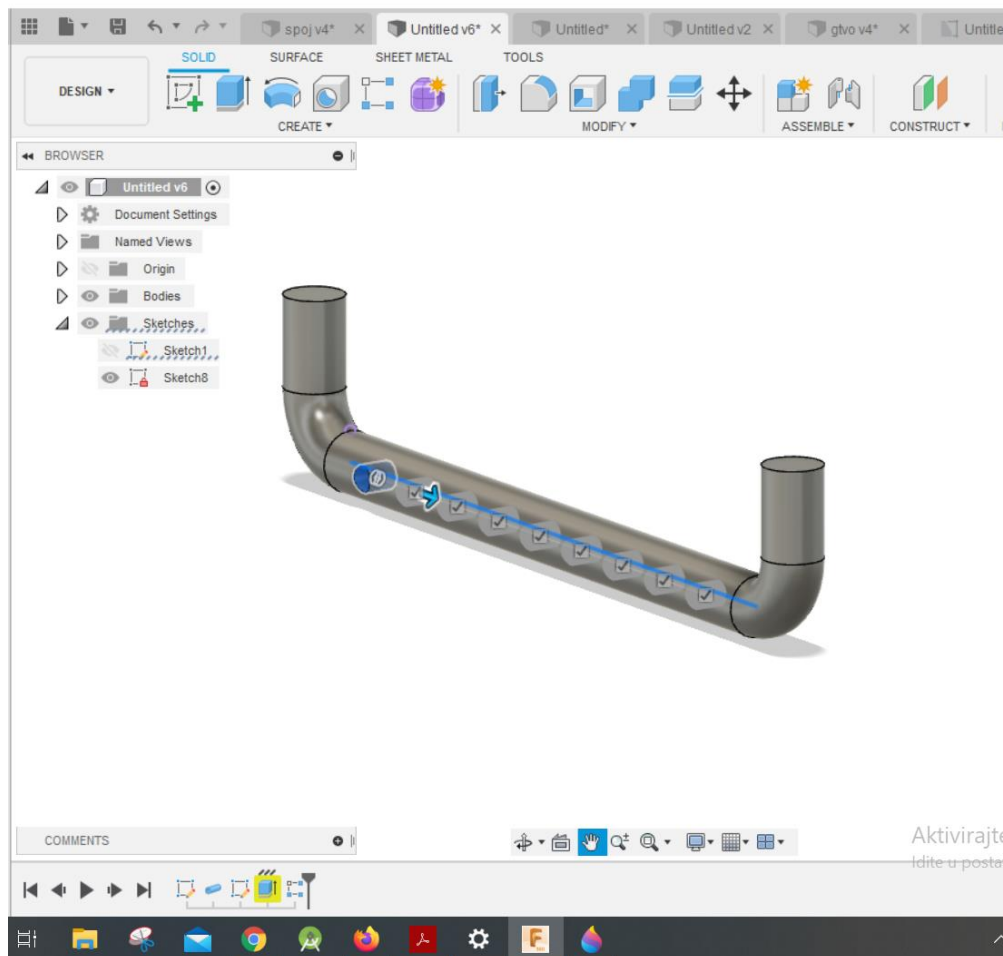 spoj v4*
Untitled v6*
Untitled*
Untitled v2
gtvo v4*
Untitle
SOLID
SURFACE
SHEET METAL
TOOLS
DESIGN
CREATE
MODIFY
ASSEMBLE
CONSTRUCT
BROWSER
Untitled v6
Document Settings
Named Views
Origin
Bodies
Sketches
Sketch1
Sketch8
COMMENTS
Aktivirajte
Idite u posta